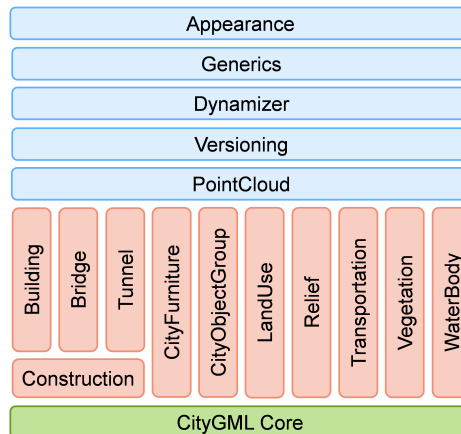 Appearance
Generics
Dynamizer
Versioning
PointCloud
Building
Bridge
Tunnel
CityFurniture
CityObjectGroup
LandUse
Relief
Transportation
Vegetation
WaterBody
Construction
CityGML Core